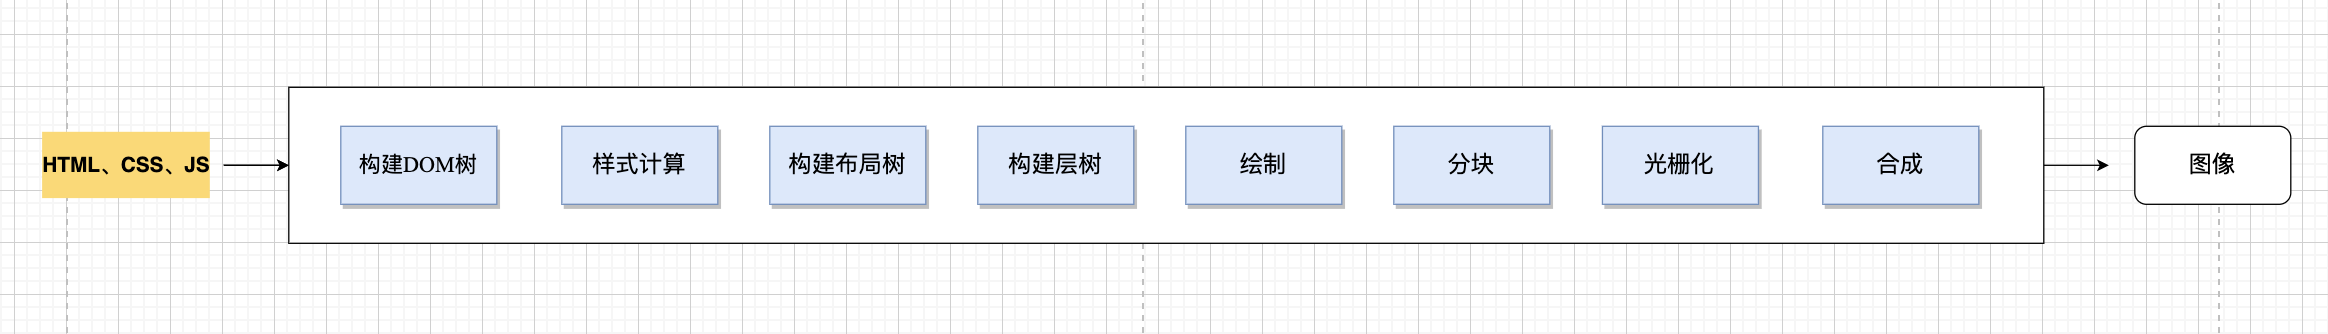 HTML、CSS、JS
构建DOM树
样式计算
构建布局树
构建层树
绘制
分块
光栅化
合成
图像